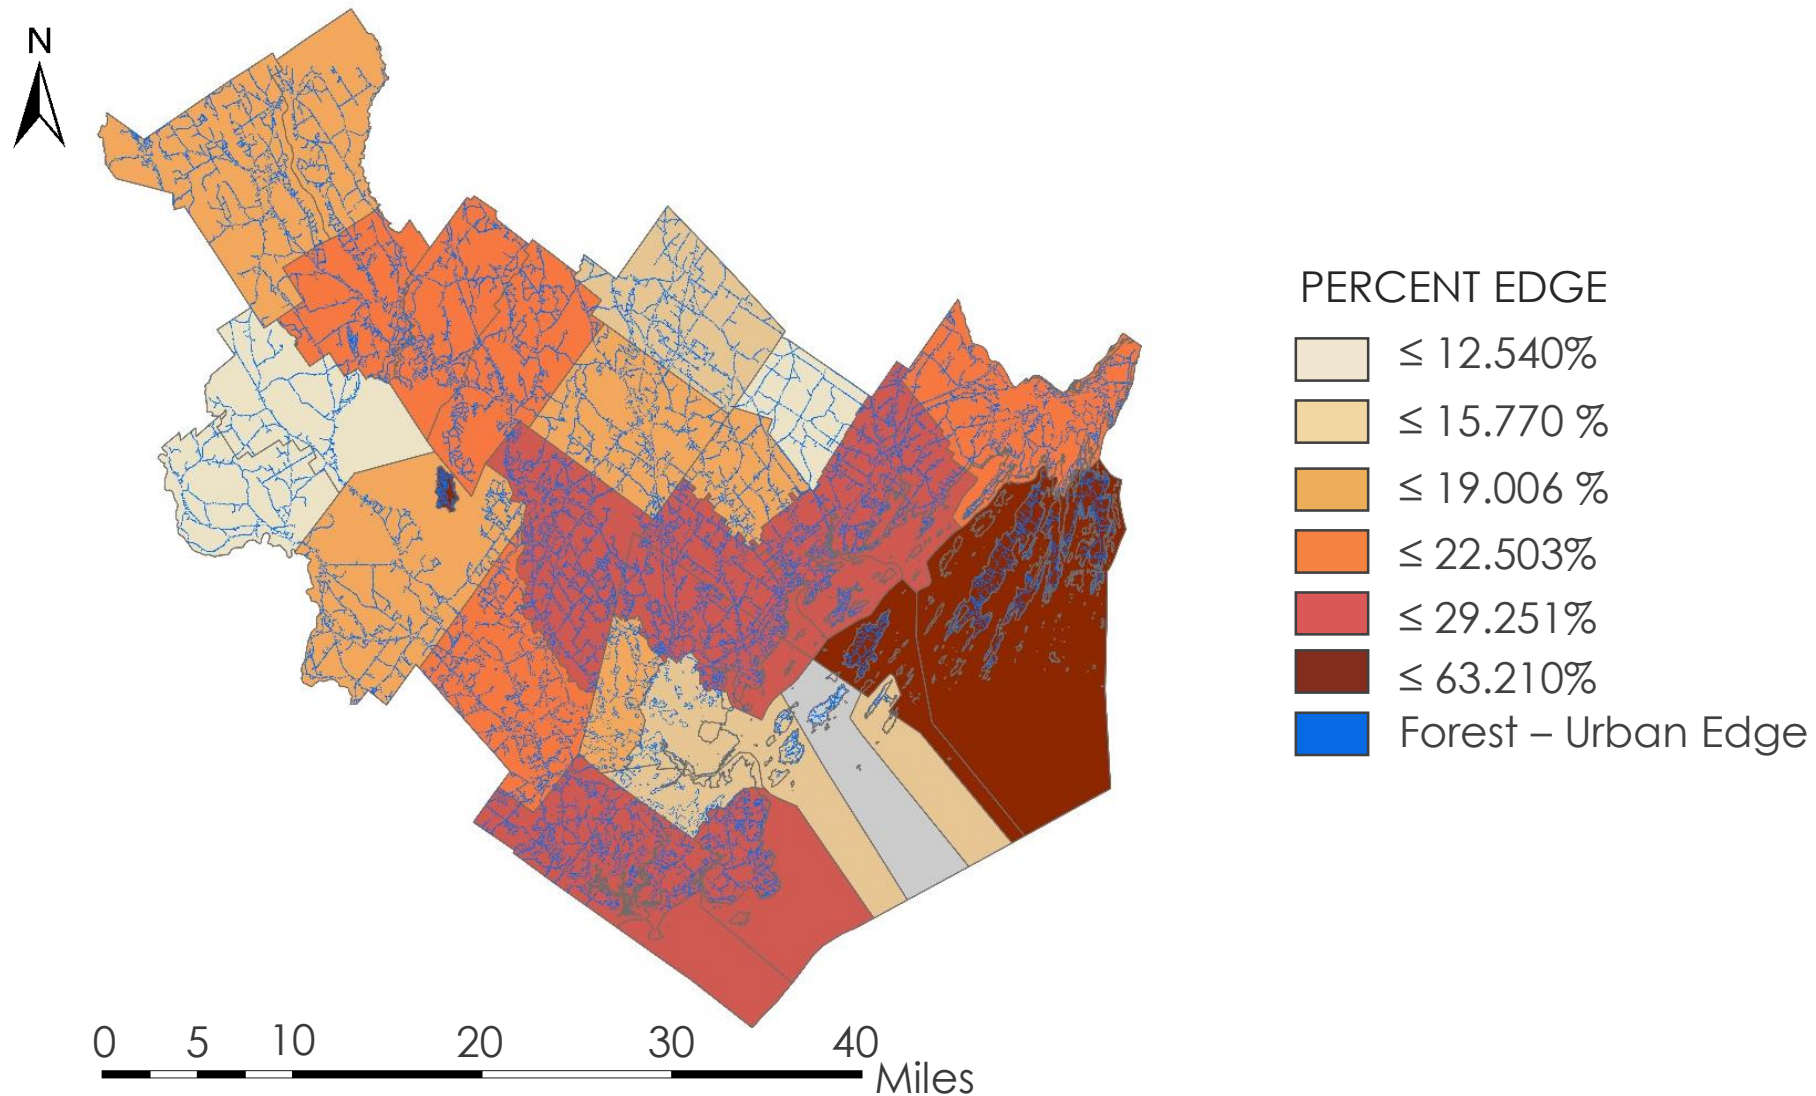 N
PERCENT EDGE
≤ 12.540%
≤ 15.770 %
≤ 19.006 %
≤ 22.503%
≤ 29.251%
≤ 63.210%
Forest – Urban Edge
0 5 10 20 30 40
Miles